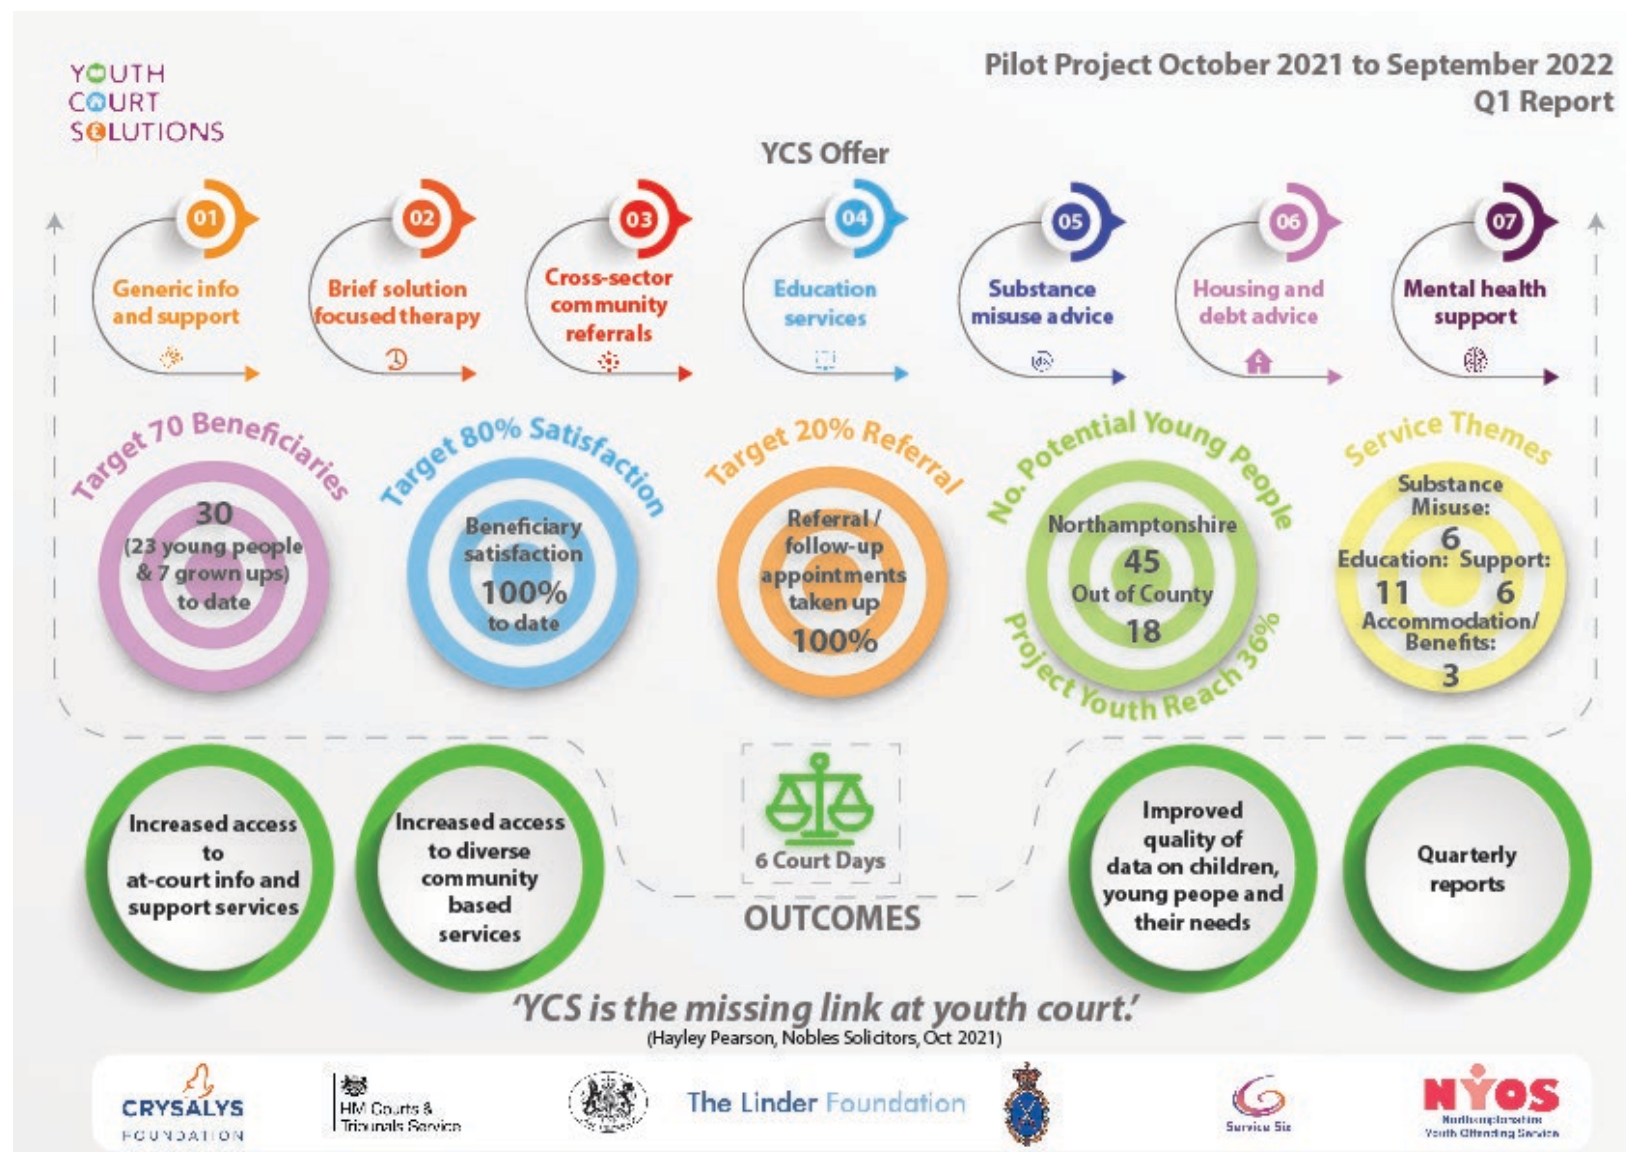 YOUTH
COURT
SOLUTIONS
Pilot Project October 2021 to September 2022
Q1 Report
YCS Offer
01
Generic info
and support
02
Brief solution
focused therapy
03
Cross-sector
community
referrals
04
Education
services
05
Substance
misuse advice
06
Housing and
debt advice
07
Mental health
support
Target 70 Beneficiaries
30
(23 young people
& 7 grown ups)
to date
Target 80% Satisfaction
Beneficiary
satisfaction
100%
to date
Target 20% Referral
Referral /
follow-up
appointments
taken up
100%
No. Potential Young People
Northamptonshire
45
Out of County
18
Project Youth Reach 36%
Service Themes
Substance
Misuse:
6
Education: Support:
11 6
Accommodation/
Benefits:
3
Increased access
to
at-court info and
support services
Increased access
to diverse
community
based
services
6 Court Days
OUTCOMES
Improved
quality of
data on children,
young peope and
their needs
Quarterly
reports
'YCS is the missing link at youth court.'
(Hayley Pearson, Nobles Solicitors, Oct 2021)
CRYSALYS
FOUNDATION
HM Courts &
Tribunals Service
The Linder Foundation
Service Six
NYOS
Northamptonshire
Youth Offending Service